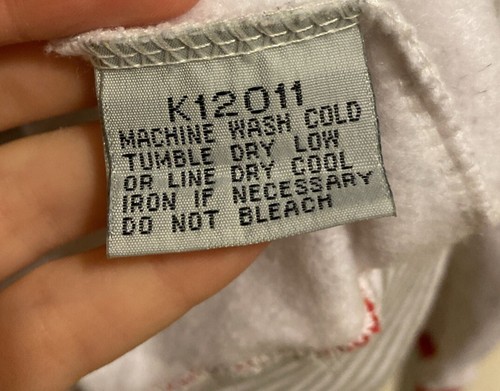 K12011
MACHINE WASH COLD
TUMBLE DRY LOW
OR LINE DRY COOL
IRON IF NECESSARY
DO NOT BLEACH